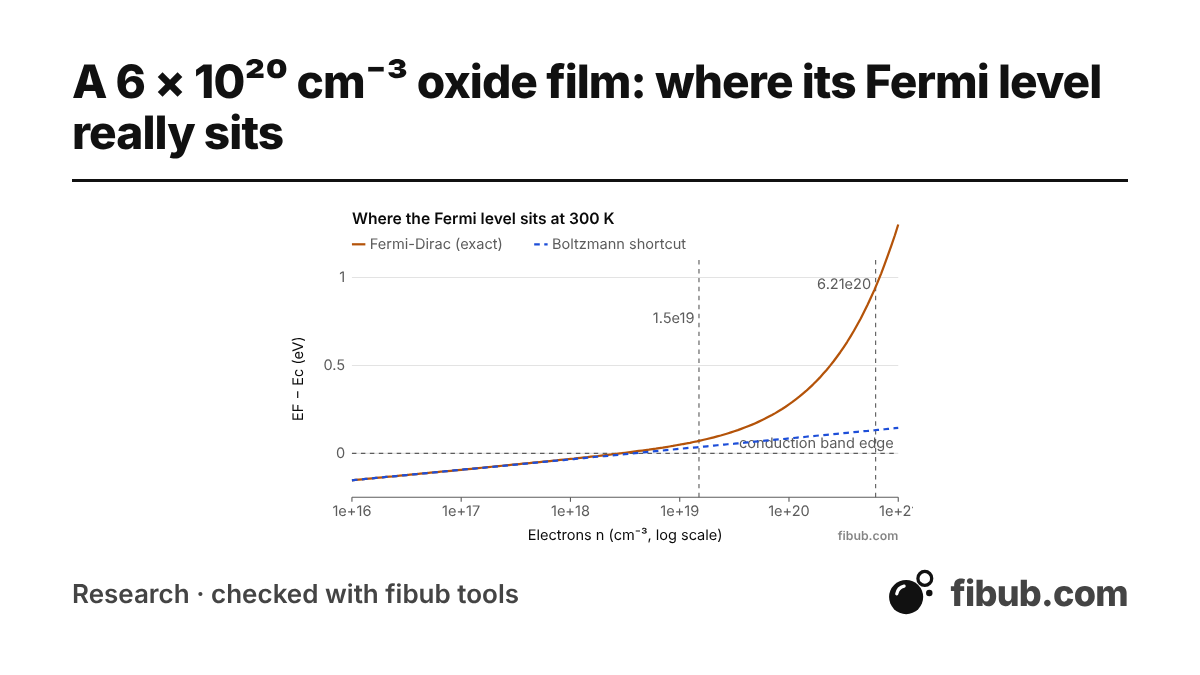 A 6 × 10²⁰ cm⁻³ oxide film: where its Fermi level
really sits
Where the Fermi level sits at 300 K
Fermi-Dirac (exact)
Boltzmann shortcut
1
6.21e20
1.5e19
0.5
EF − Ec (eV)
conduction band edge
0
1e+16
1e+17
1e+18
1e+19
1e+20
1e+2
Electrons n (cm⁻³, log scale)
fibub.com
Research · checked with fibub tools
fibub.com